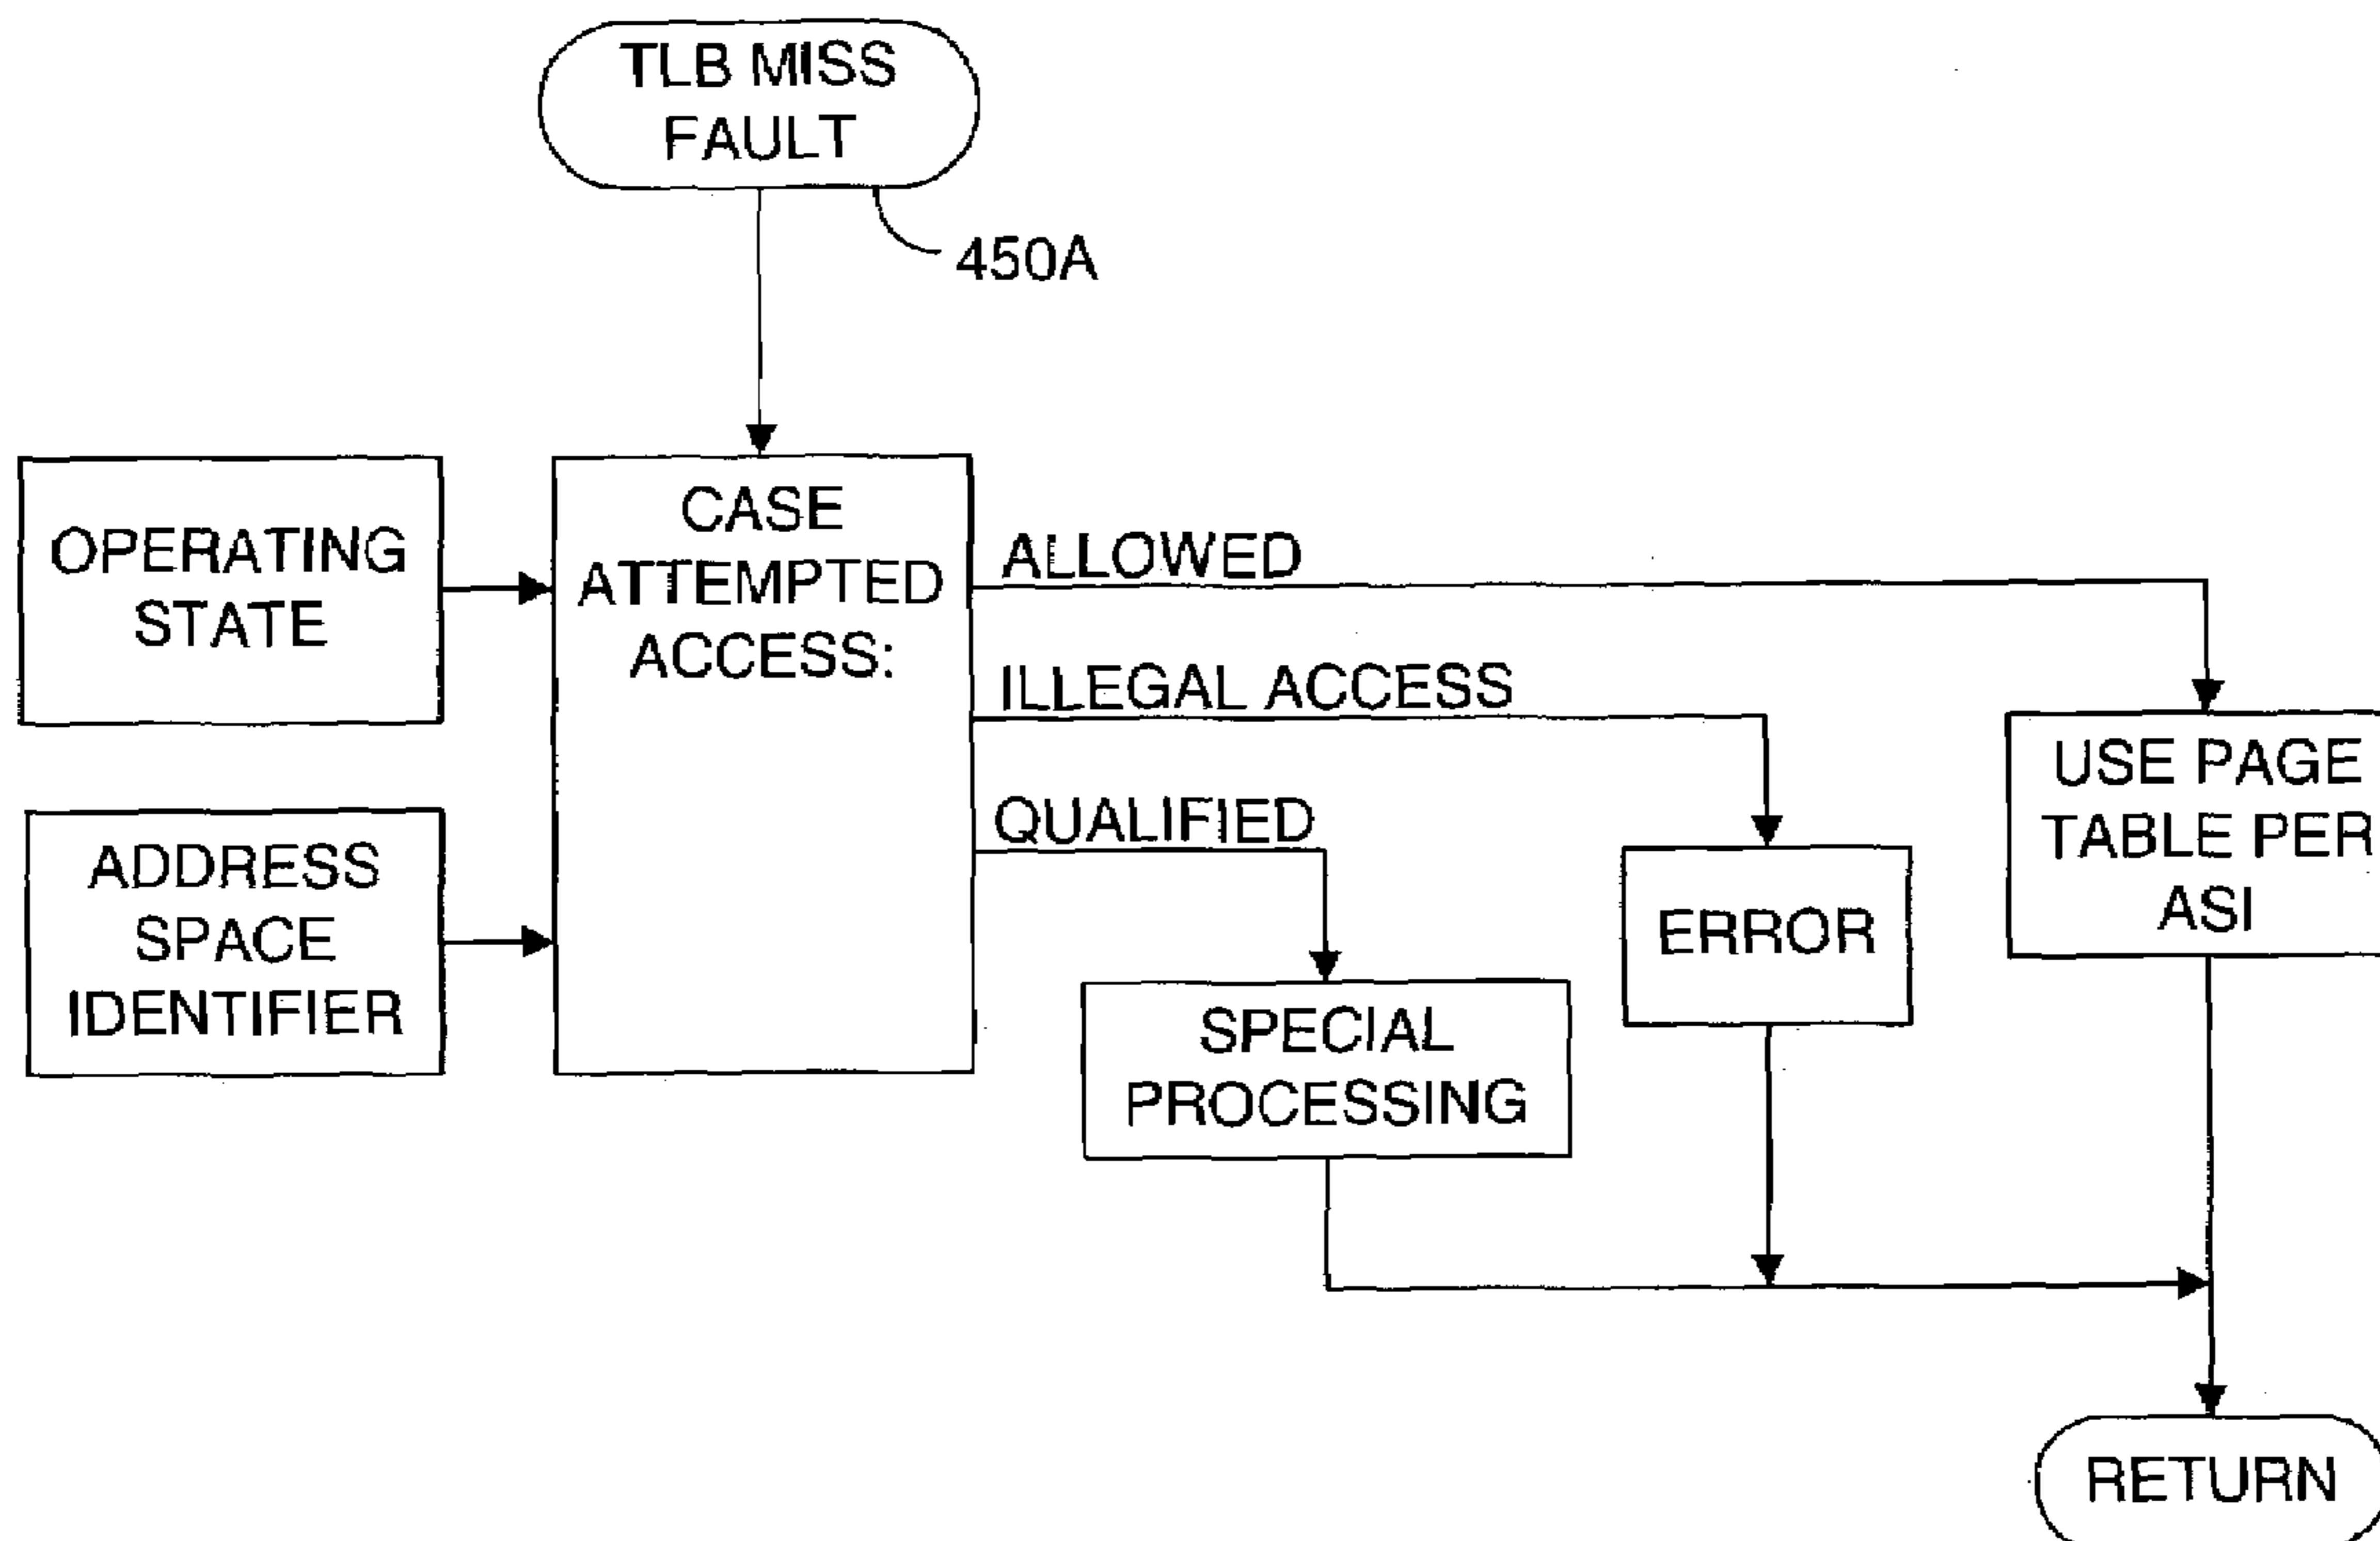 TLB MISS
FAULT
450A
OPERATING
STATE
ADDRESS
SPACE
IDENTIFIER
CASE
ATTEMPTED
ACCESS:
ALLOWED
ILLEGAL ACCESS
QUALIFIED
SPECIAL
PROCESSING
ERROR
USE PAGE
TABLE PER
ASI
RETURN